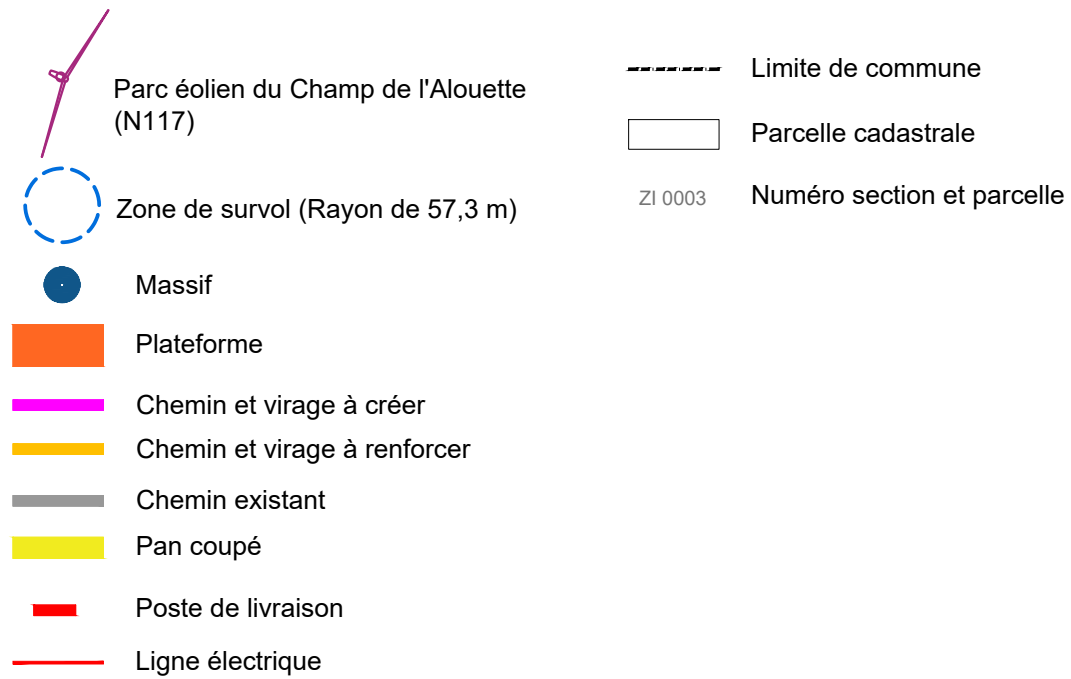 Parc éolien du Champ de l'Alouette
(N117)
Zone de survol (Rayon de 57,3 m)
Massif
Plateforme
Chemin et virage à créer
Chemin et virage à renforcer
Chemin existant
Pan coupé
Poste de livraison
Ligne électrique
Limite de commune
Parcelle cadastrale
ZI 0003 Numéro section et parcelle